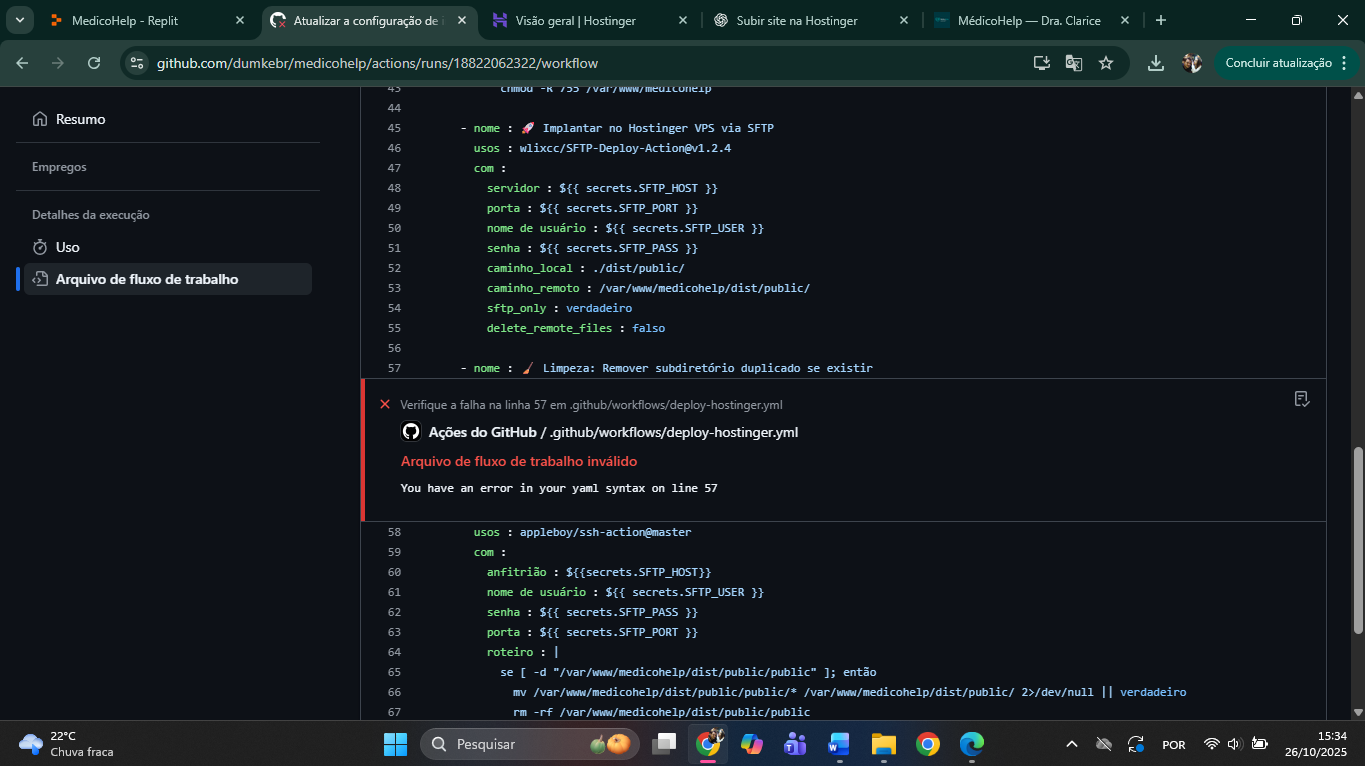 MedicoHelp - Replit
Atualizar a configuração de i
Visão geral | Hostinger
Subir site na Hostinger
MédicoHelp — Dra. Clarice
github.com/dumkebr/medicohelp/actions/runs/18822062322/workflow
Concluir atualização
Resumo
Empregos
Detalhes da execução
Uso
Arquivo de fluxo de trabalho
43 chmod -R 755 /var/www/medicohelp
44
45 - nome : 🚀 Implantar no Hostinger VPS via SFTP
46 usos : wlixcc/SFTP-Deploy-Action@v1.2.4
47 com :
48 servidor : ${{ secrets.SFTP_HOST }}
49 porta : ${{ secrets.SFTP_PORT }}
50 nome de usuário : ${{ secrets.SFTP_USER }}
51 senha : ${{ secrets.SFTP_PASS }}
52 caminho_local : ./dist/public/
53 caminho_remoto : /var/www/medicohelp/dist/public/
54 sftp_only : verdadeiro
55 delete_remote_files : falso
56
57 - nome : 🧹 Limpeza: Remover subdiretório duplicado se existir
Verifique a falha na linha 57 em .github/workflows/deploy-hostinger.yml
Ações do GitHub / .github/workflows/deploy-hostinger.yml
Arquivo de fluxo de trabalho inválido
You have an error in your yaml syntax on line 57
58 usos : appleboy/ssh-action@master
59 com :
60 anfitrião : ${{secrets.SFTP_HOST}}
61 nome de usuário : ${{ secrets.SFTP_USER }}
62 senha : ${{ secrets.SFTP_PASS }}
63 porta : ${{ secrets.SFTP_PORT }}
64 roteiro : |
65 se [ -d "/var/www/medicohelp/dist/public/public" ]; então
66 mv /var/www/medicohelp/dist/public/public/* /var/www/medicohelp/dist/public/ 2>/dev/null || verdadeiro
67 rm -rf /var/www/medicohelp/dist/public/public
22°C
Chuva fraca
Pesquisar
POR
15:34
26/10/2025